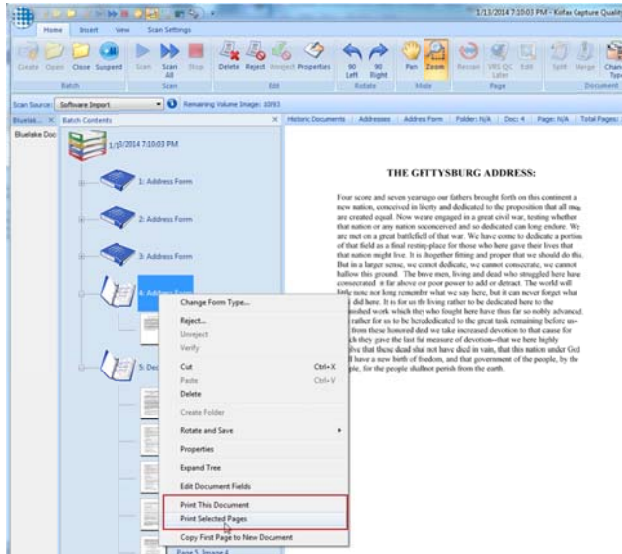 1/13/2014 7:10:03 PM - Kofax Capture Quality
Home Insert View Scan Settings
Create Open Close Suspend Scan Scan All Stop Delete Reject Unreject Properties 90 Left 90 Right Pan Zoom Rescan VRS QC Later Edit Split Merge
Batch Scan Edit Rotate Mode Page Document
Scan Source: Software Import Remaining Volume Image: 1093
Batch Contents
Historic Documents Addresses Addres Form Folder: N/A Doc: 4 Page: N/A Total Pages:
Bluelake Doc
1/13/2014 7:10:03 PM
1: Address Form
2: Address Form
3: Address Form
4: Address Form
Change Form Type...
Reject...
Unreject
Verify
Cut Ctrl+X
Paste Ctrl+V
Delete
Create Folder
Rotate and Save
Properties
Expand Tree
Edit Document Fields
Print This Document
Print Selected Pages
Copy First Page to New Document
Page 5, Image 4
THE GITTYSBURG ADDRESS:
Four score and seven yearsago our fathers brought forth on this continent a
new nation, conceived in liberty and dedicated to the proposition that all
are created equal. Now weare engaged in a great civil war, testing whether
that nation or any nation soconceived and so dedicated can long endure. We
are met on a great battlefiell of that war. We have come to dedicate a portion
of that field as a final resting-place for those who here gave their lives that
that nation might live. It is altogether fitting and proper that we should do this.
But in a larger sense, we cannot dedicate, we cannot consecrate, we cannot
hallow this ground. The brave men, living and dead who struggled here have
consecrated it far above or poor power to add or detract. The world will
little note nor long remember what we say here, but it can never forget what
did here. It is for us the living rather to be dedicated here to the
work which they who fought here have thus far so nobly advanced.
rather for us to be here dedicated to the great task remaining before us--
from these honored dead we take increased devotion to that cause for
they gave the last full measure of devotion--that we here highly
that these dead shall not have died in vain, that this nation under God
have a new birth of freedom, and that government of the people, by the
for the people shallnot perish from the earth.